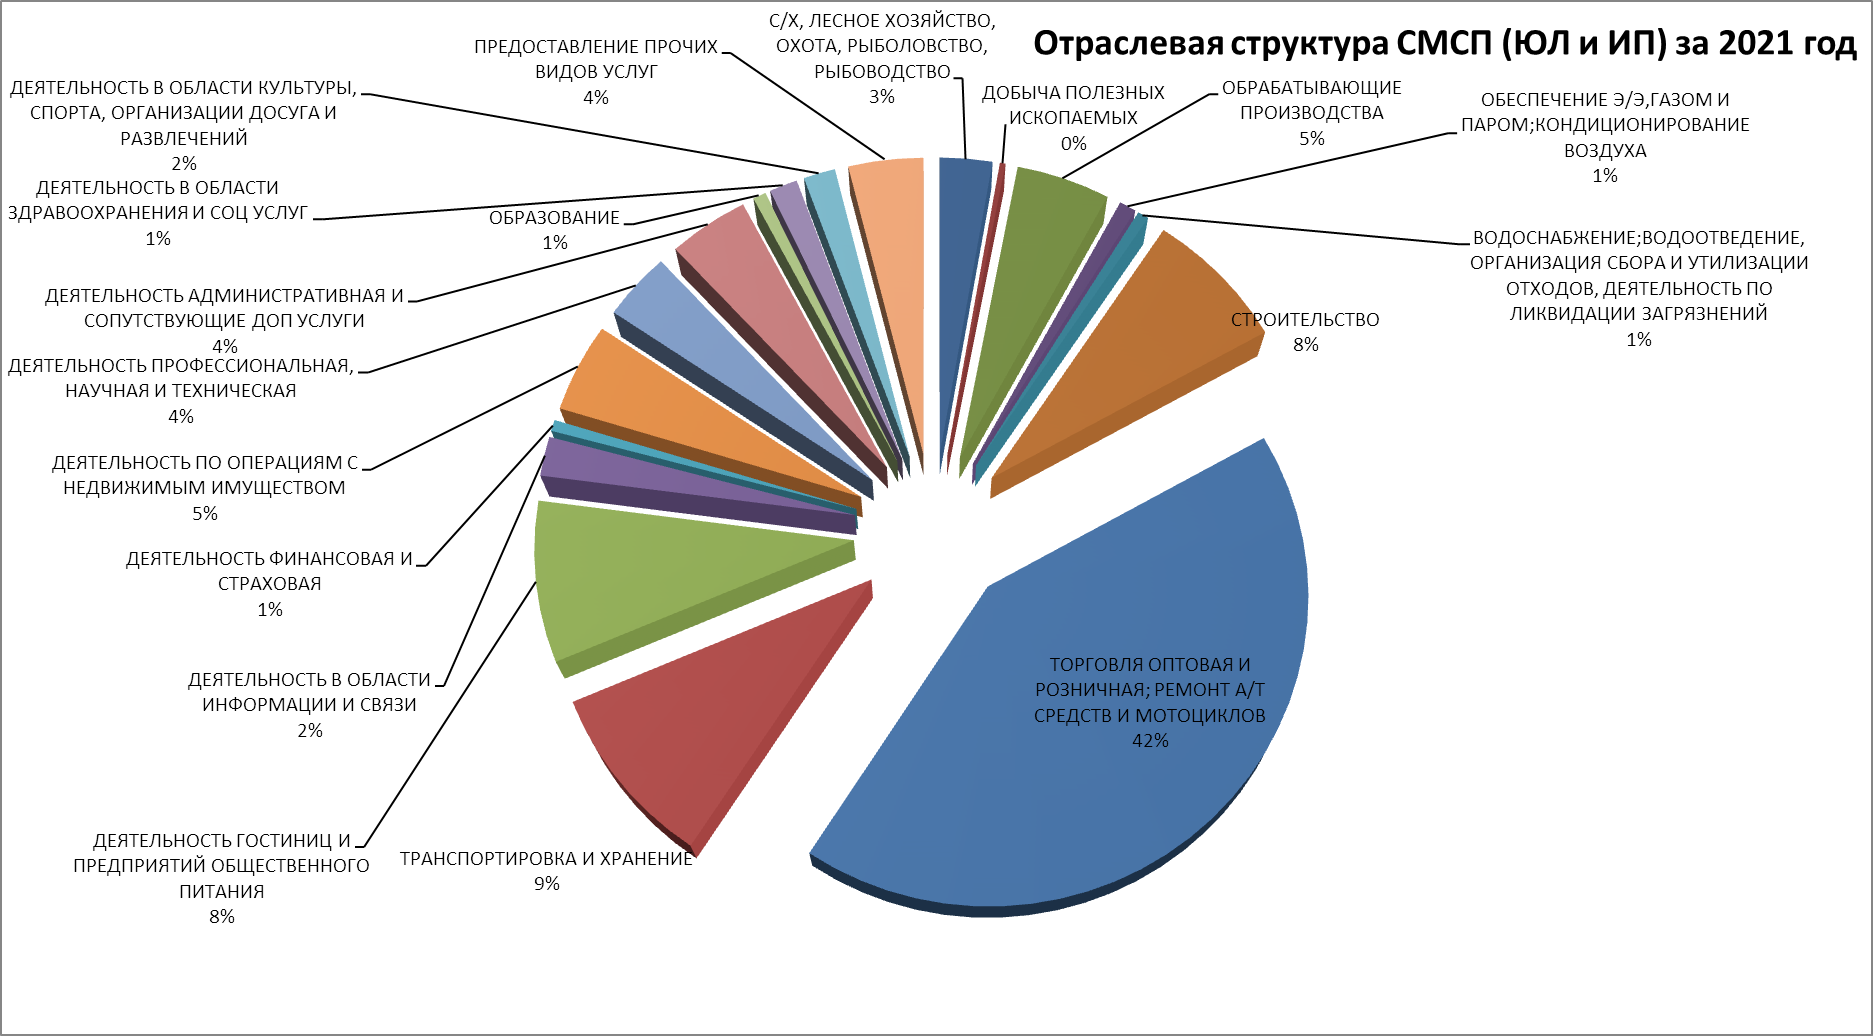 Отраслевая структура СМСП (ЮЛ и ИП) за 2021 год
С/Х, ЛЕСНОЕ ХОЗЯЙСТВО,
ОХОТА, РЫБОЛОВСТВО,
РЫБОВОДСТВО
3%
ДОБЫЧА ПОЛЕЗНЫХ
ИСКОПАЕМЫХ
0%
ОБРАБАТЫВАЮЩИЕ
ПРОИЗВОДСТВА
5%
ОБЕСПЕЧЕНИЕ Э/Э,ГАЗОМ И
ПАРОМ;КОНДИЦИОНИРОВАНИЕ
ВОЗДУХА
1%
ВОДОСНАБЖЕНИЕ;ВОДООТВЕДЕНИЕ,
ОРГАНИЗАЦИЯ СБОРА И УТИЛИЗАЦИИ
ОТХОДОВ, ДЕЯТЕЛЬНОСТЬ ПО
ЛИКВИДАЦИИ ЗАГРЯЗНЕНИЙ
1%
СТРОИТЕЛЬСТВО
8%
ТОРГОВЛЯ ОПТОВАЯ И
РОЗНИЧНАЯ; РЕМОНТ А/Т
СРЕДСТВ И МОТОЦИКЛОВ
42%
ТРАНСПОРТИРОВКА И ХРАНЕНИЕ
9%
ДЕЯТЕЛЬНОСТЬ ГОСТИНИЦ И
ПРЕДПРИЯТИЙ ОБЩЕСТВЕННОГО
ПИТАНИЯ
8%
ДЕЯТЕЛЬНОСТЬ В ОБЛАСТИ
ИНФОРМАЦИИ И СВЯЗИ
2%
ДЕЯТЕЛЬНОСТЬ ФИНАНСОВАЯ И
СТРАХОВАЯ
1%
ДЕЯТЕЛЬНОСТЬ ПО ОПЕРАЦИЯМ С
НЕДВИЖИМЫМ ИМУЩЕСТВОМ
5%
ДЕЯТЕЛЬНОСТЬ ПРОФЕССИОНАЛЬНАЯ,
НАУЧНАЯ И ТЕХНИЧЕСКАЯ
4%
ДЕЯТЕЛЬНОСТЬ АДМИНИСТРАТИВНАЯ И
СОПУТСТВУЮЩИЕ ДОП УСЛУГИ
4%
ОБРАЗОВАНИЕ
1%
ДЕЯТЕЛЬНОСТЬ В ОБЛАСТИ
ЗДРАВООХРАНЕНИЯ И СОЦ УСЛУГ
1%
ДЕЯТЕЛЬНОСТЬ В ОБЛАСТИ КУЛЬТУРЫ,
СПОРТА, ОРГАНИЗАЦИИ ДОСУГА И
РАЗВЛЕЧЕНИЙ
2%
ПРЕДОСТАВЛЕНИЕ ПРОЧИХ
ВИДОВ УСЛУГ
4%